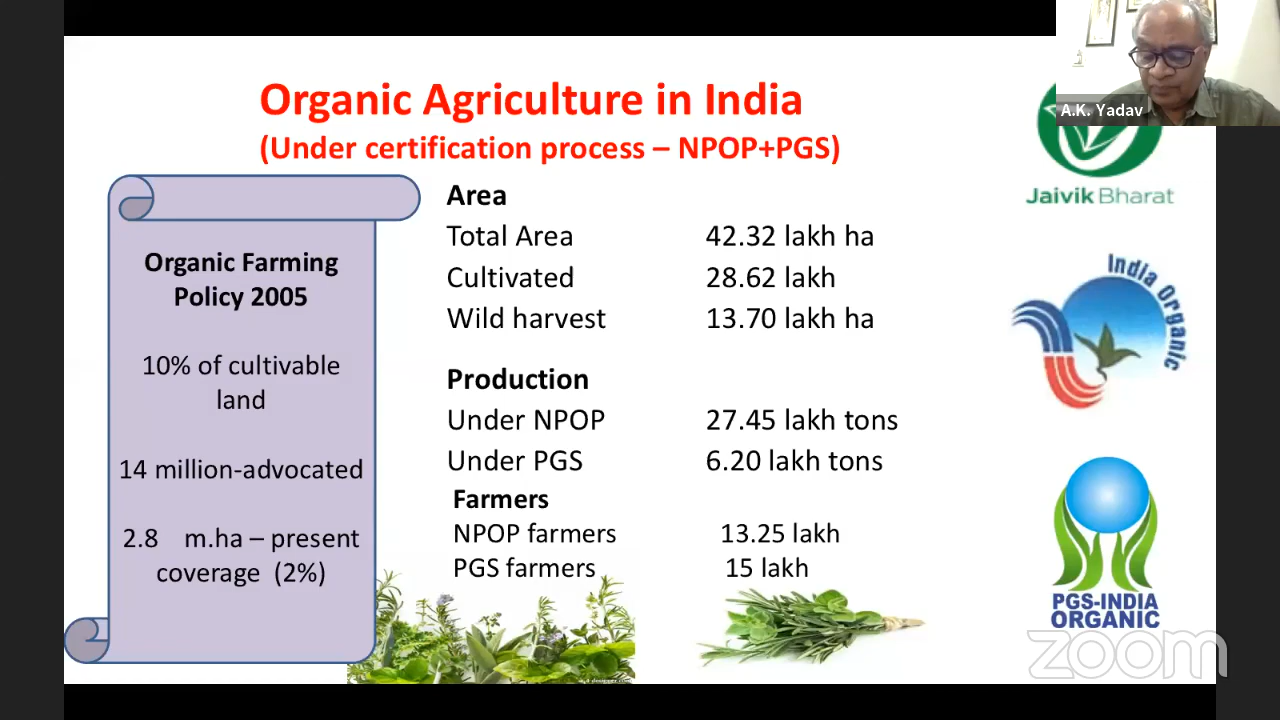 Organic Agriculture in India
(Under certification process – NPOP+PGS)
A.K. Yadav
Jaivik Bharat
Organic Farming
Policy 2005
10% of cultivable
land
14 million-advocated
2.8 m.ha – present
coverage (2%)
Area
Total Area 42.32 lakh ha
Cultivated 28.62 lakh
Wild harvest 13.70 lakh ha
Production
Under NPOP 27.45 lakh tons
Under PGS 6.20 lakh tons
Farmers
NPOP farmers 13.25 lakh
PGS farmers 15 lakh
India Organic
PGS-INDIA
ORGANIC
zoom